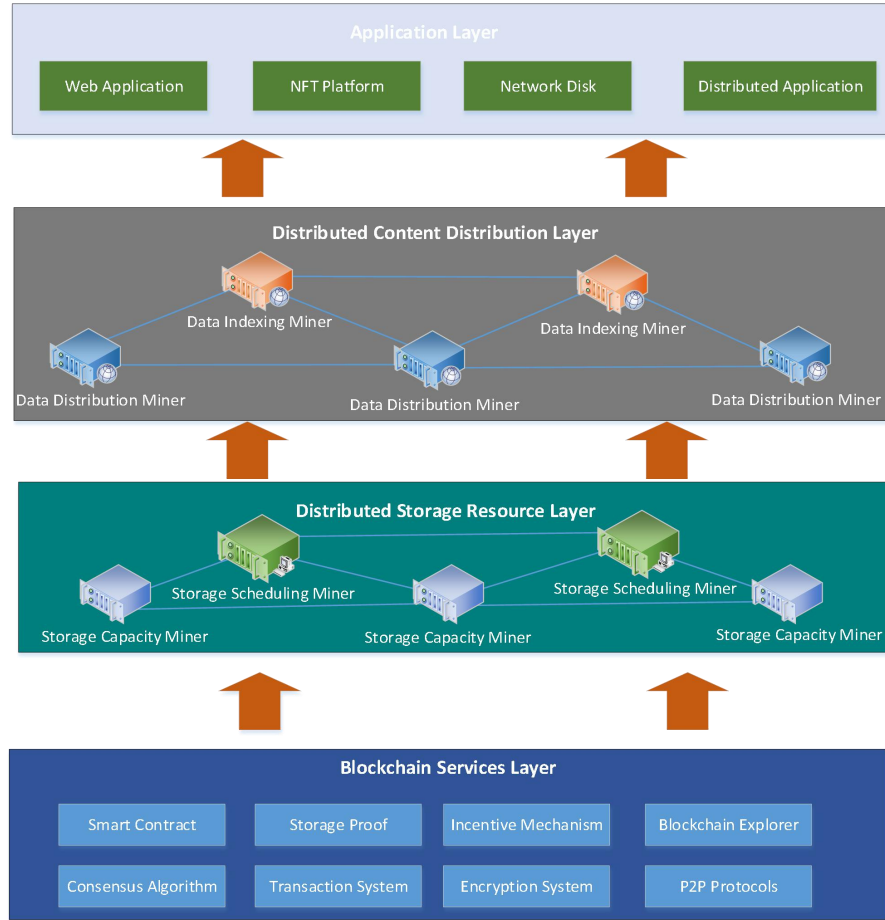 Application Layer
Web Application
NFT Platform
Network Disk
Distributed Application
Distributed Content Distribution Layer
Data Indexing Miner
Data Indexing Miner
Data Distribution Miner
Data Distribution Miner
Data Distribution Miner
Distributed Storage Resource Layer
Storage Scheduling Miner
Storage Scheduling Miner
Storage Capacity Miner
Storage Capacity Miner
Storage Capacity Miner
Blockchain Services Layer
Smart Contract
Storage Proof
Incentive Mechanism
Blockchain Explorer
Consensus Algorithm
Transaction System
Encryption System
P2P Protocols